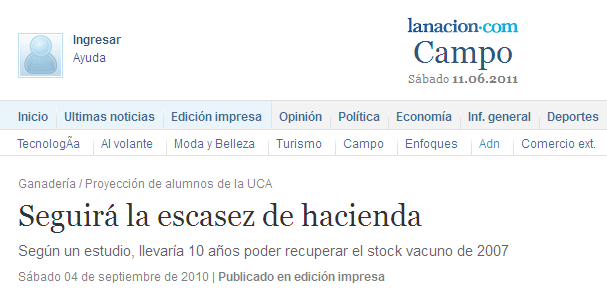 Ingresar
Ayuda
lanacion.com
Campo
Sábado 11.06.2011
Inicio Ultimas noticias Edición impresa Opinión Política Economía Inf. general Deportes
TecnologÃa Al volante Moda y Belleza Turismo Campo Enfoques Adn Comercio ext.
Ganadería / Proyección de alumnos de la UCA
Seguirá la escasez de hacienda
Según un estudio, llevaría 10 años poder recuperar el stock vacuno de 2007
Sábado 04 de septiembre de 2010 | Publicado en edición impresa